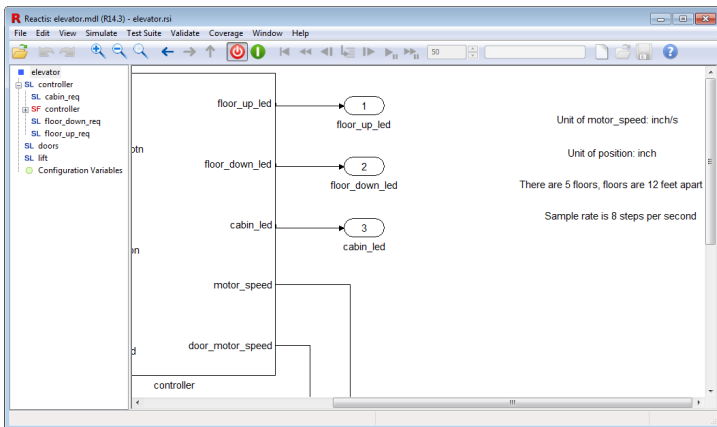 Reactis: elevator.mdl (R14.3) - elevator.rsi
File Edit View Simulate Test Suite Validate Coverage Window Help
50
elevator
SL controller
SL cabin_req
SF controller
SL floor_down_req
SL floor_up_req
SL doors
SL lift
Configuration Variables
floor_up_led
1
floor_up_led
otn
floor_down_led
2
floor_down_led
cabin_led
3
cabin_led
on
motor_speed
door_motor_speed
d
controller
Unit of motor_speed: inch/s
Unit of position: inch
There are 5 floors, floors are 12 feet apart
Sample rate is 8 steps per second